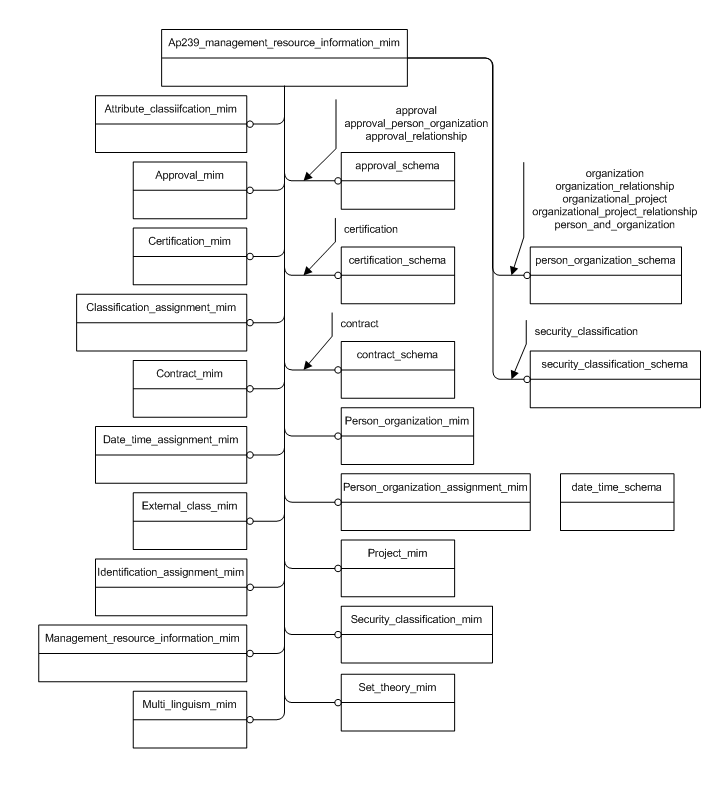 Ap239_management_resource_information_mim
Attribute_classiifcation_mim
Approval_mim
Certification_mim
Classification_assignment_mim
Contract_mim
Date_time_assignment_mim
External_class_mim
Identification_assignment_mim
Management_resource_information_mim
Multi_linguism_mim
approval
approval_person_organization
approval_relationship
approval_schema
certification
certification_schema
contract
contract_schema
Person_organization_mim
Person_organization_assignment_mim
Project_mim
Security_classification_mim
Set_theory_mim
organization
organization_relationship
organizational_project
organizational_project_relationship
person_and_organization
person_organization_schema
security_classification
security_classification_schema
date_time_schema